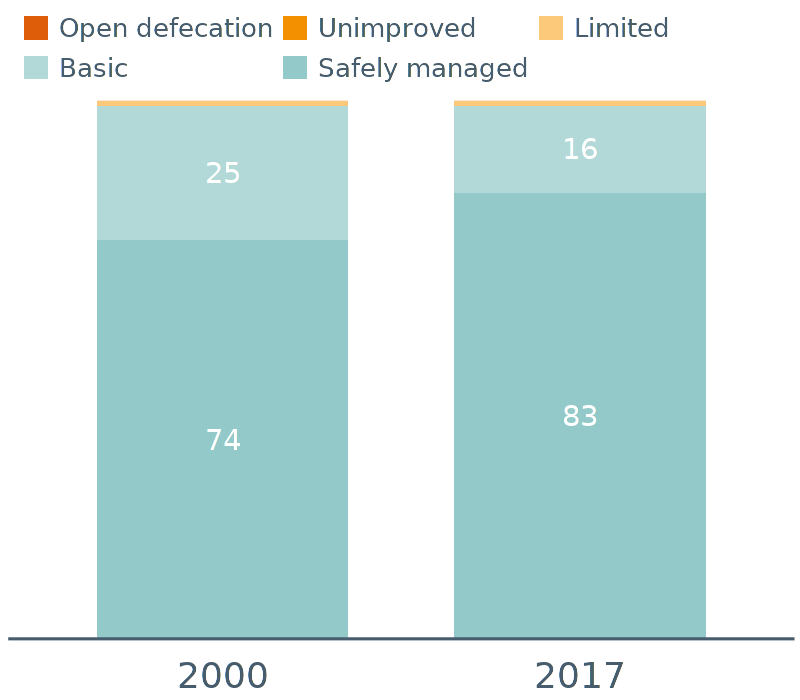 Open defecation Unimproved Limited
Basic Safely managed
25 16
74 83
2000 2017